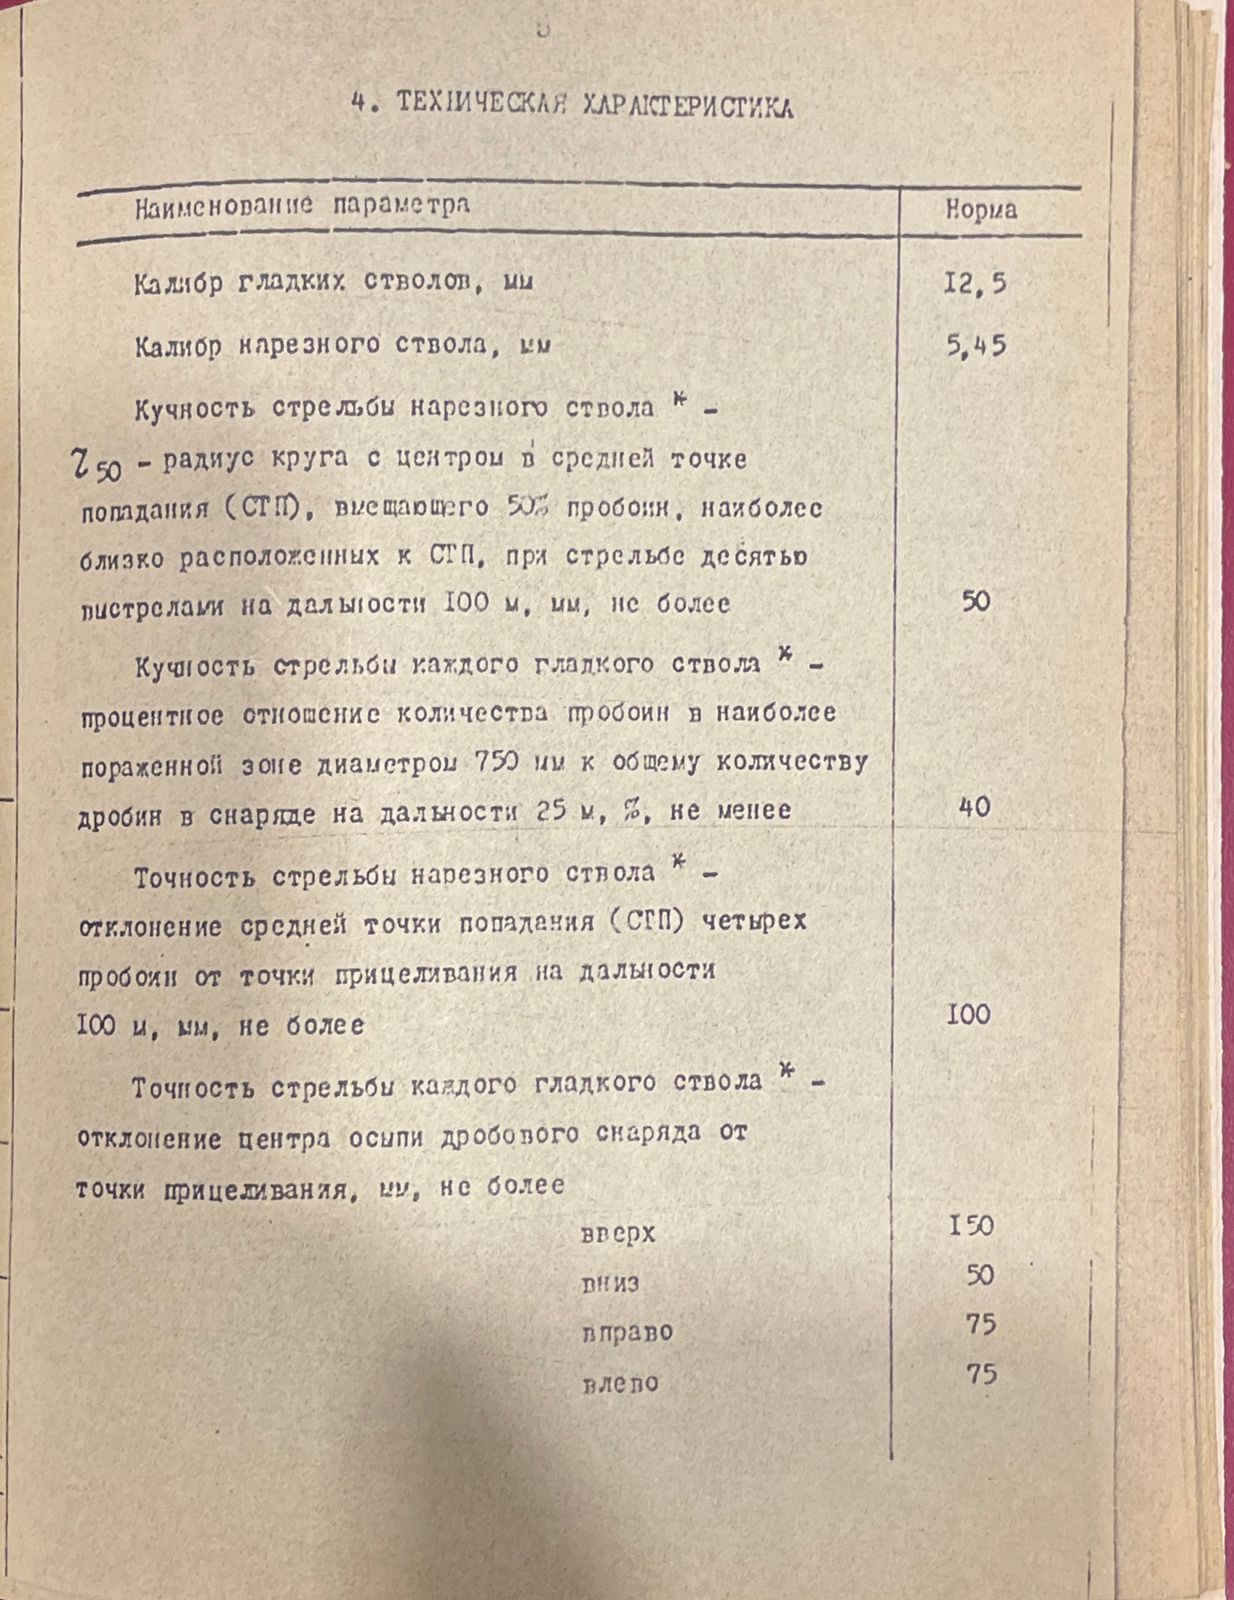 4. ТЕХНИЧЕСКАЯ ХАРАКТЕРИСТИКА
Наименование параметра Норма
Калибр гладких стволов, мм 12,5
Калибр нарезного ствола, мм 5,45
Кучность стрельбы нарезного ствола * –
τ50 – радиус круга с центром в средней точке
попадания (СТП), вмещающего 50% пробоин, наиболее
близко расположенных к СТП, при стрельбе десятью
выстрелами на дальности 100 м, мм, не более 50
Кучность стрельбы каждого гладкого ствола * –
процентное отношение количества пробоин в наиболее
пораженной зоне диаметром 750 мм к общему количеству
дробин в снаряде на дальности 25 м, %, не менее 40
Точность стрельбы нарезного ствола * –
отклонение средней точки попадания (СТП) четырех
пробоин от точки прицеливания на дальности
100 м, мм, не более 100
Точность стрельбы каждого гладкого ствола * –
отклонение центра осыпи дробового снаряда от
точки прицеливания, мм, не более
вверх 150
вниз 50
вправо 75
влево 75